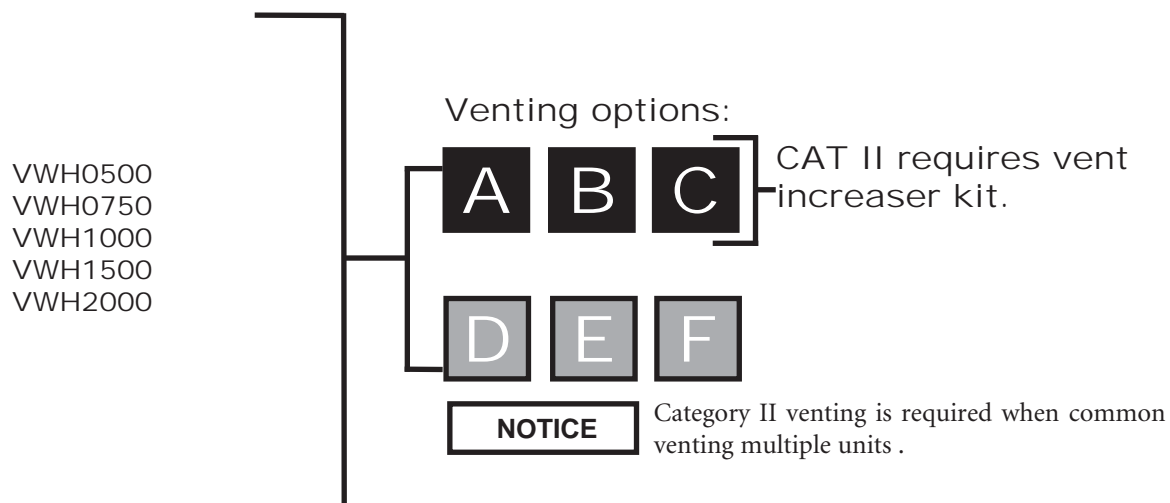 VWH0500
VWH0750
VWH1000
VWH1500
VWH2000
Venting options:
A B C
CAT II requires vent
increaser kit.
D E F
NOTICE
Category II venting is required when common
venting multiple units .